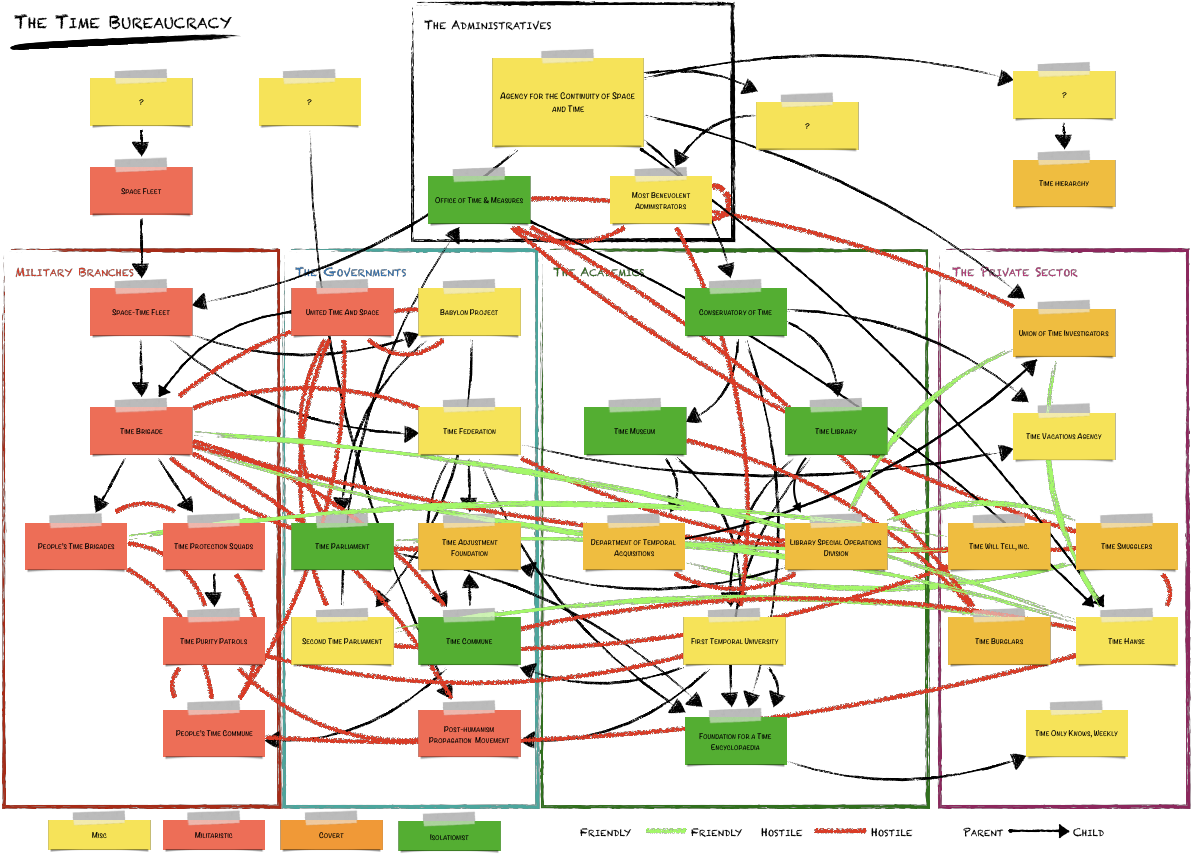 The Time Bureaucracy
The Administratives
Agency for the Continuity of Space
and Time
?
?
?
?
Space Fleet
Time Hierarchy
Office of Time & Measures
Most Benevolent
Adminstrators
Military Branches
The Governments
The Academics
The Private Sector
Space-Time Fleet
United Time And Space
Babylon Project
Conservatory of Time
Union of Time Investigators
Time Brigade
Time Federation
Time Museum
Time Library
Time Vacations Agency
People's Time Brigades
Time Protection Squads
Time Parliament
Time Adjustment
Foundation
Department of Temporal
Acquisitions
Library Special Operations
Division
Time Will Tell, inc.
Time Smugglers
Time Purity Patrols
Second Time Parliament
Time Commune
First Temporal University
Time Burglars
Time Hanse
People's Time Commune
Post-humanism
Propagation Movement
Foundation for a Time
Encyclopaedia
Time Only Knows, Weekly
Misc
Militaristic
Covert
Isolationist
Friendly
Friendly
Hostile
Hostile
Parent
Child